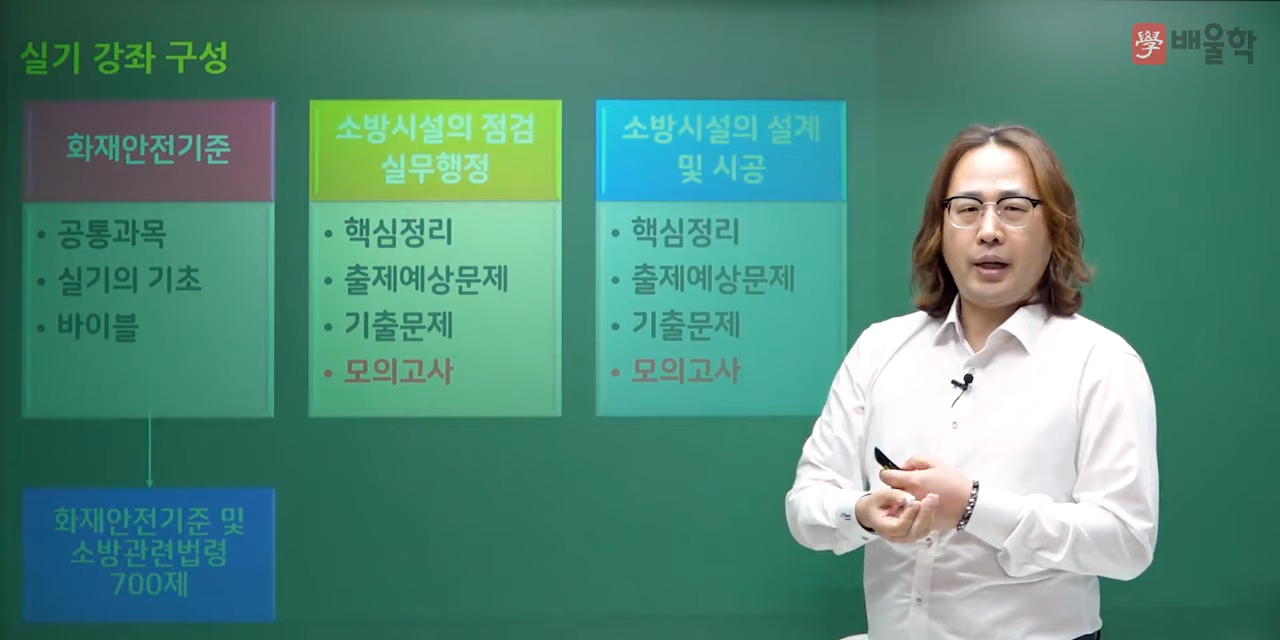 실기 강좌 구성
學 배울학
화재안전기준
• 공통과목
• 실기의 기초
• 바이블
소방시설의 점검
실무행정
• 핵심정리
• 출제예상문제
• 기출문제
• 모의고사
소방시설의 설계
및 시공
• 핵심정리
• 출제예상문제
• 기출문제
• 모의고사
화재안전기준 및
소방관련법령
700제